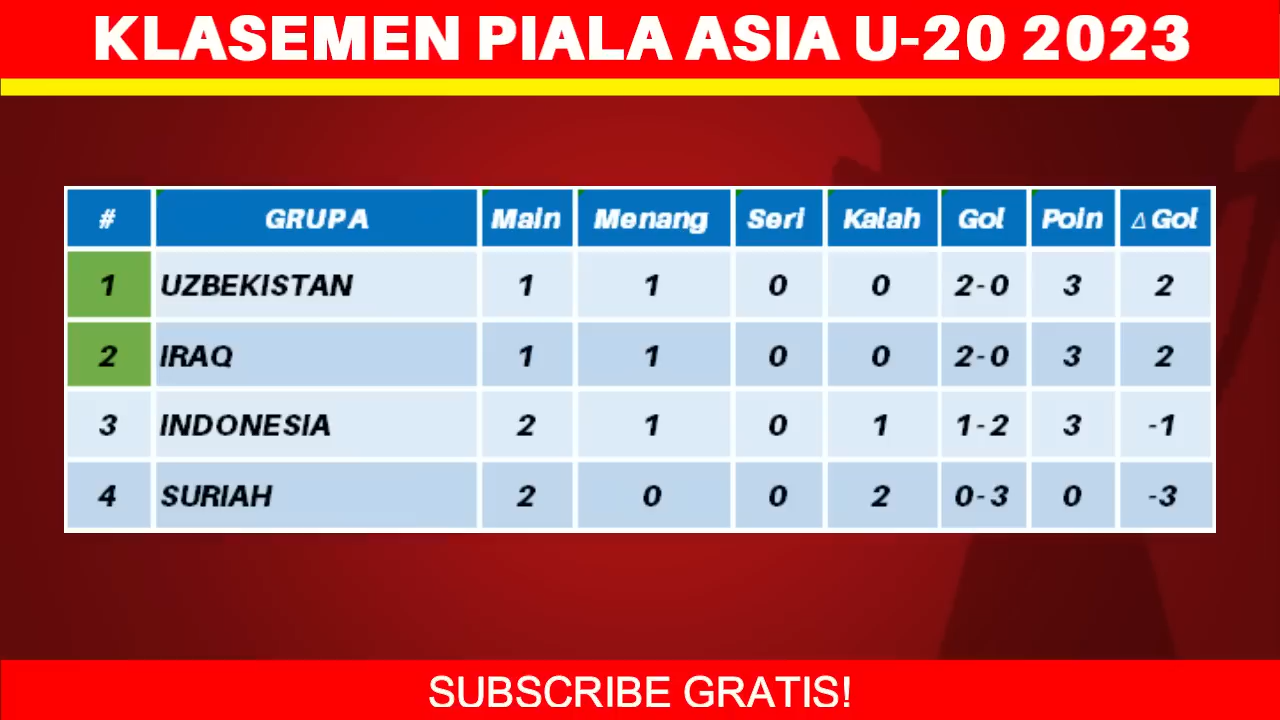 KLASEMEN PIALA ASIA U-20 2023
# GRUP A Main Menang Seri Kalah Gol Poin △ Gol
1 UZBEKISTAN 1 1 0 0 2-0 3 2
2 IRAQ 1 1 0 0 2-0 3 2
3 INDONESIA 2 1 0 1 1-2 3 -1
4 SURIAH 2 0 0 2 0-3 0 -3
SUBSCRIBE GRATIS!